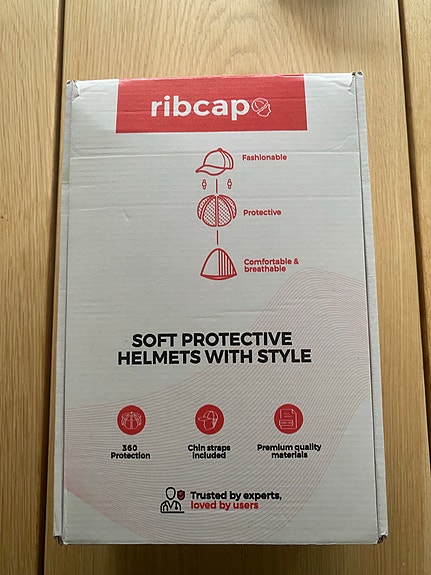 ribcap
Fashionable
Protective
Comfortable &
breathable
SOFT PROTECTIVE
HELMETS WITH STYLE
360
Protection
Chin straps
included
Premium quality
materials
Trusted by experts,
loved by users